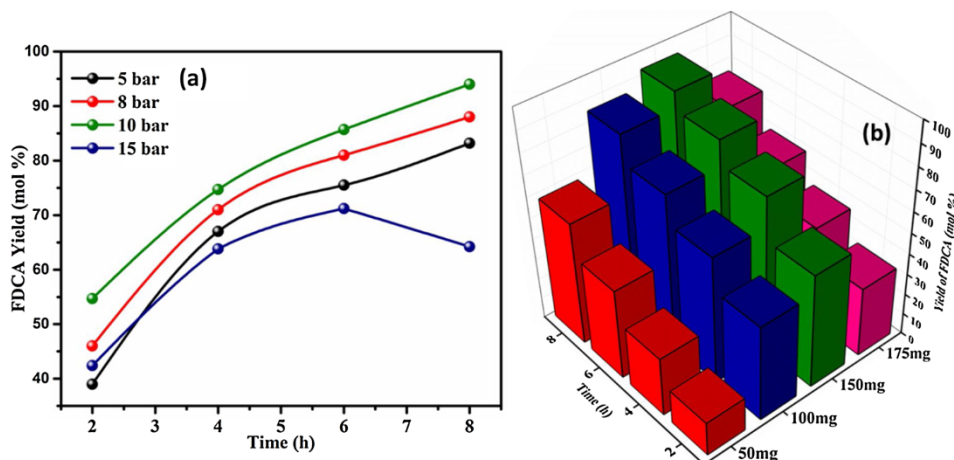 (a)
5 bar
8 bar
10 bar
15 bar
100
90
80
70
60
50
40
FDCA Yield (mol %)
2 3 4 5 6 7 8
Time (h)
(b)
100
90
80
70
60
50
40
30
20
10
0
Yield of FDCA (mol %)
8
6
4
2
Time (h)
50mg
100mg
150mg
175mg